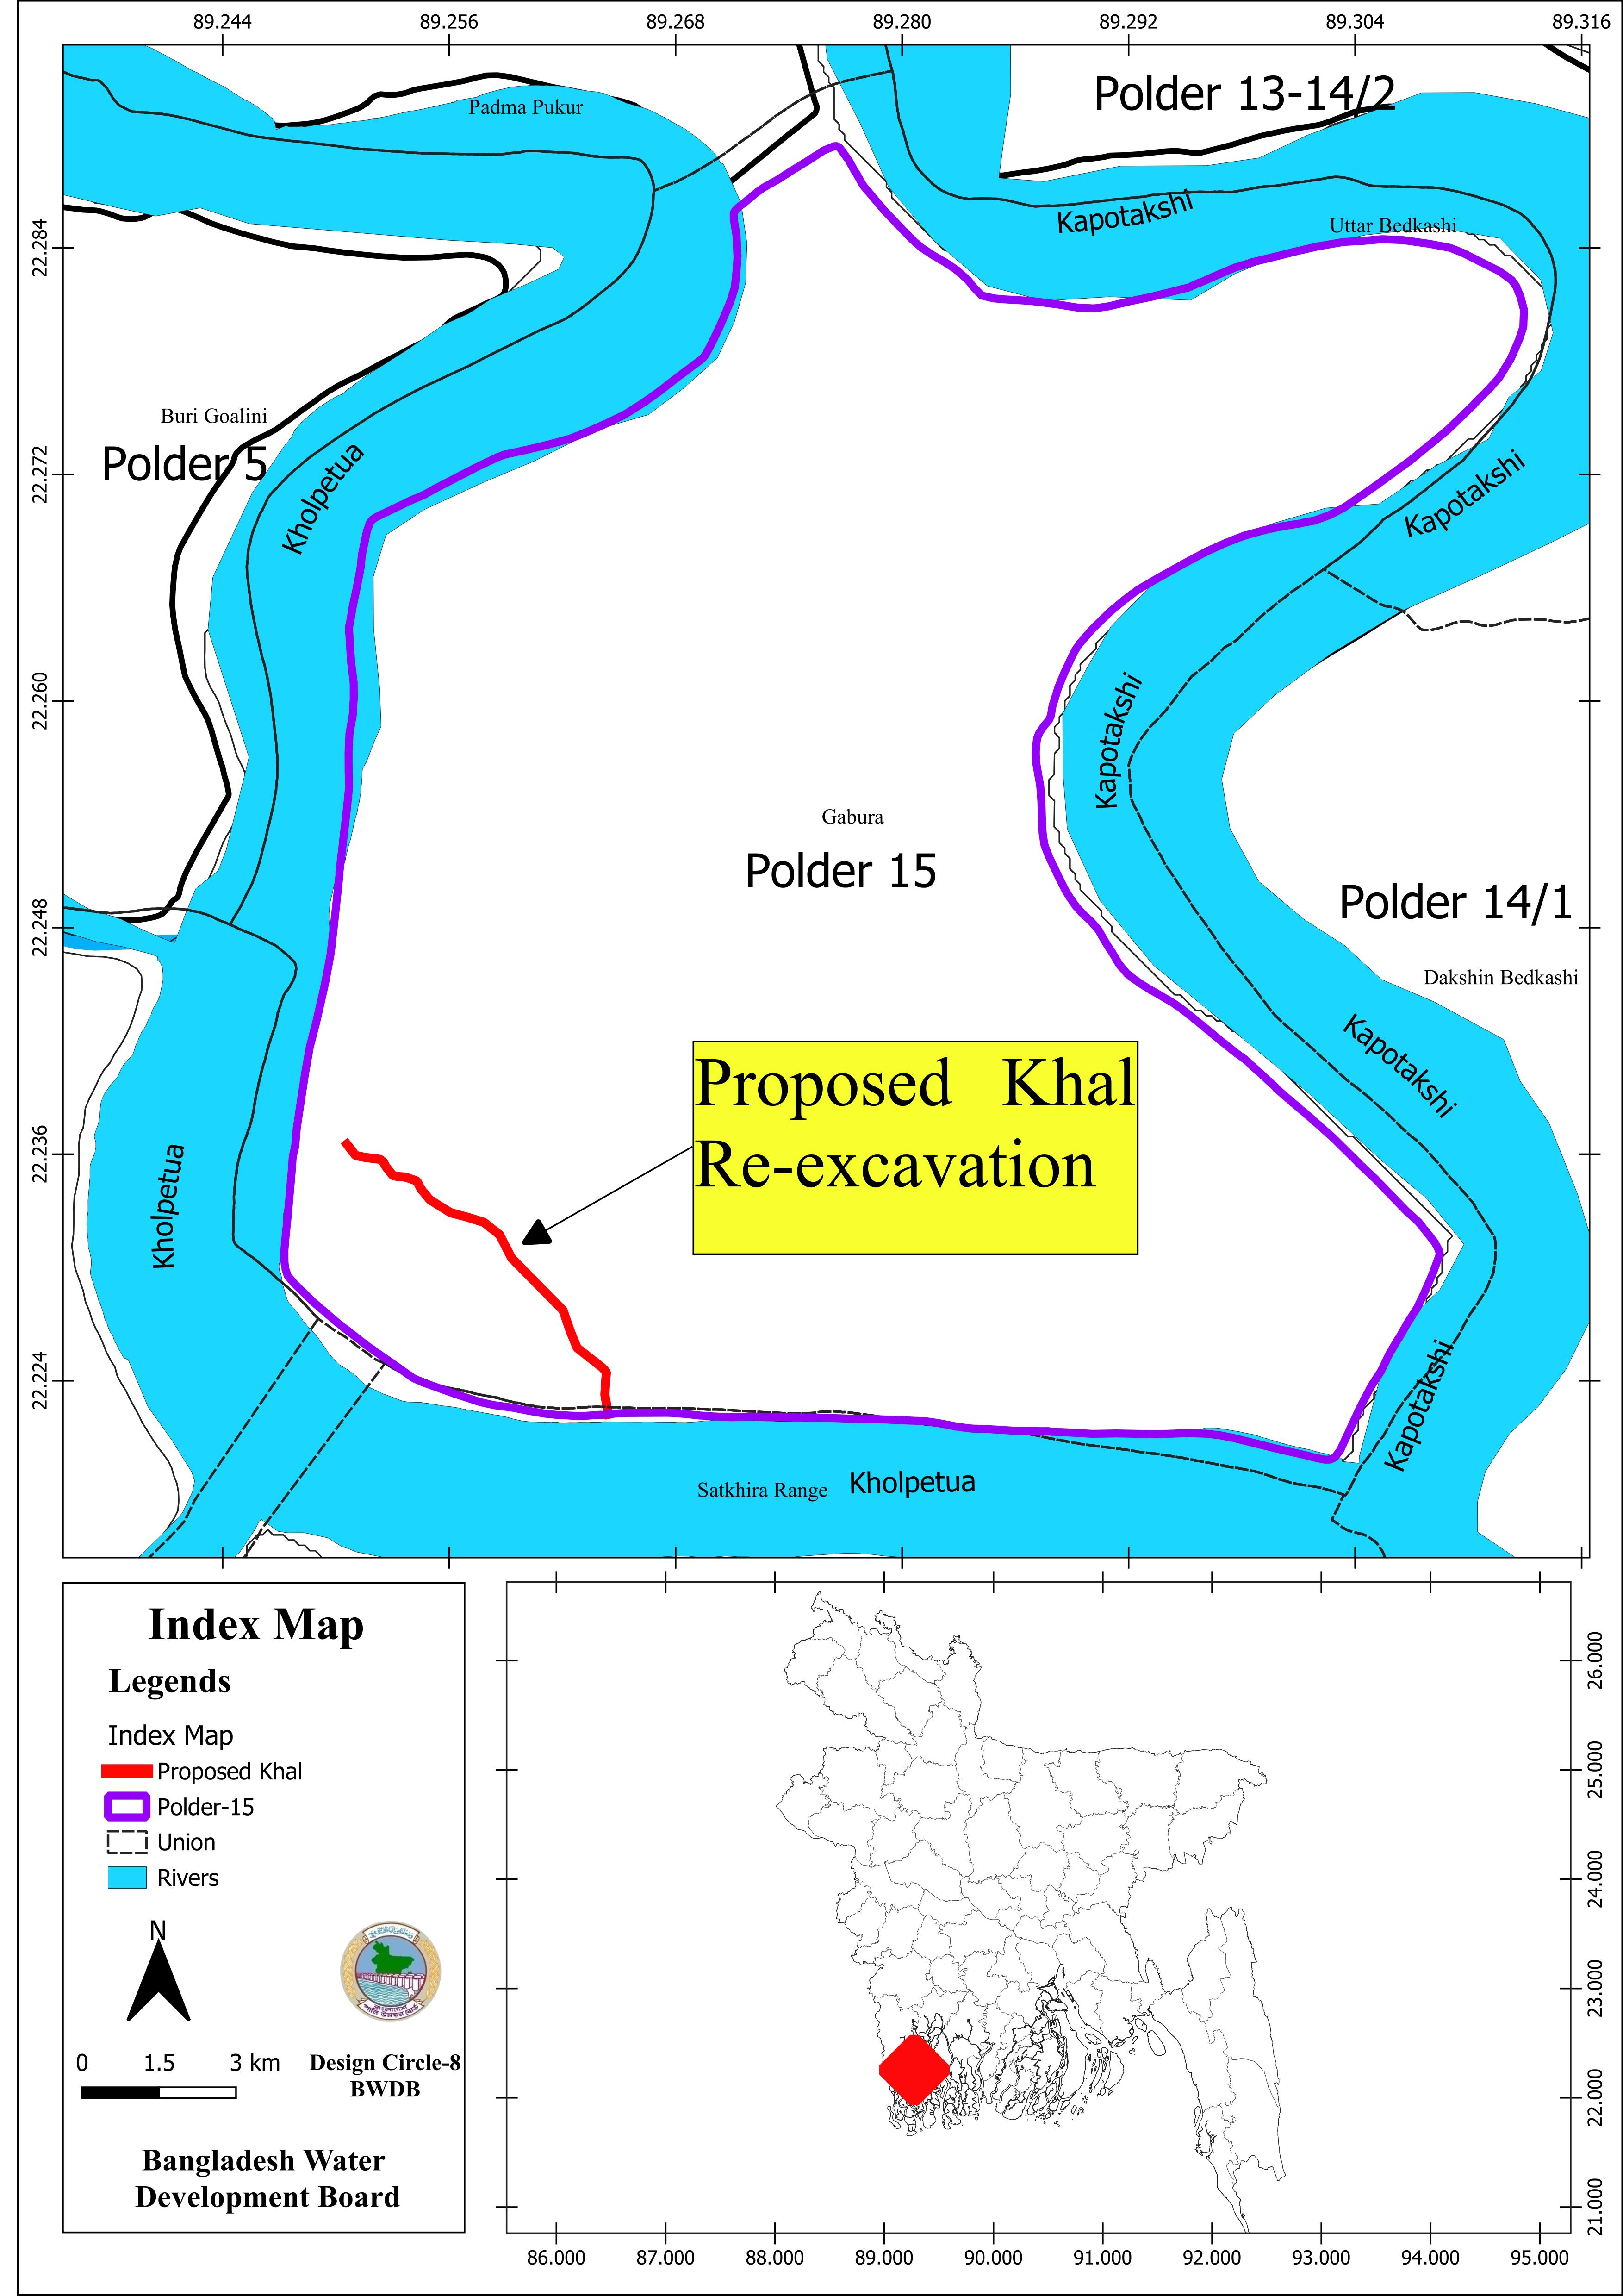 89.244 89.256 89.268 89.280 89.292 89.304 89.316
Polder 13-14/2
Padma Pukur
Kapotakshi
Uttar Bedkashi
22.284
Buri Goalini
Polder 5
Kholpetua
22.272
Kapotakshi
22.260
Kapotakshi
Gabura
Polder 15
Polder 14/1
22.248
Dakshin Bedkashi
Kapotakshi
Proposed Khal
Re-excavation
22.236
Kholpetua
22.224
Kapotakshi
Satkhira Range
Kholpetua
Index Map
Legends
Index Map
Proposed Khal
Polder-15
Union
Rivers
N
0 1.5 3 km
Design Circle-8
BWDB
Bangladesh Water
Development Board
26.000
25.000
24.000
23.000
22.000
21.000
86.000 87.000 88.000 89.000 90.000 91.000 92.000 93.000 94.000 95.000